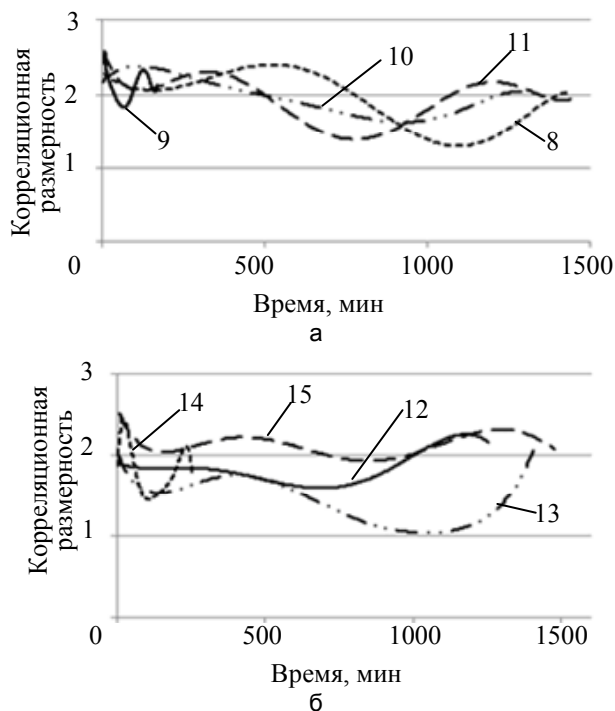 3
2
1
0
Корреляционная
размерность
10
11
9
8
500
1000
1500
Время, мин
а
3
2
1
0
Корреляционная
размерность
14
15
12
13
500
1000
1500
Время, мин
б